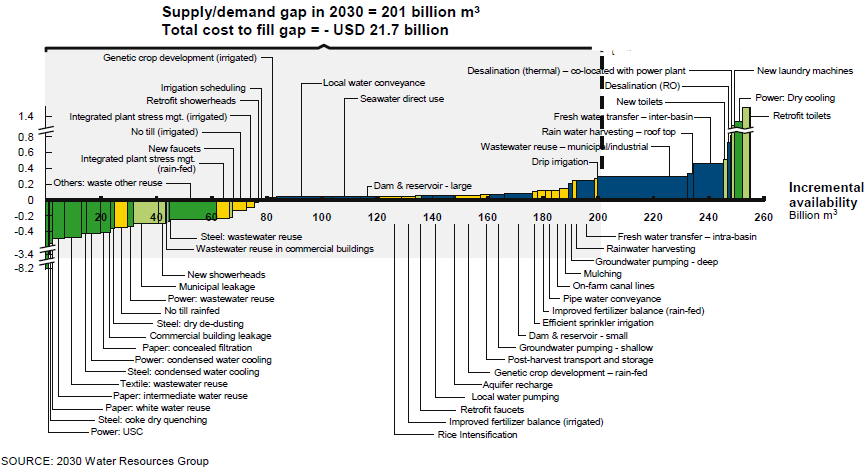 Supply/demand gap in 2030 = 201 billion m3
Total cost to fill gap = - USD 21.7 billion
Genetic crop development (irrigated)
Irrigation scheduling
Retrofit showerheads
Integrated plant stress mgt. (irrigated)
No till (irrigated)
New faucets
Integrated plant stress mgt.
(rain-fed)
Others: waste other reuse
Local water conveyance
Seawater direct use
Dam & reservoir - large
Desalination (thermal) – co-located with power plant
Desalination (RO)
New toilets
Fresh water transfer – inter-basin
Rain water harvesting – roof top
Wastewater reuse – municipal/industrial
Drip irrigation
New laundry machines
Power: Dry cooling
Retrofit toilets
1.4
0.8
0.6
0.4
0.2
0
-0.2
-0.4
-3.4
-8.2
20
40
60
80
100
120
140
160
180
200
220
240
260
Incremental
availability
Billion m3
Steel: wastewater reuse
Wastewater reuse in commercial buildings
New showerheads
Municipal leakage
Power: wastewater reuse
No till rainfed
Steel: dry de-dusting
Commercial building leakage
Paper: concealed filtration
Power: condensed water cooling
Steel: condensed water cooling
Textile: wastewater reuse
Paper: intermediate water reuse
Paper: white water reuse
Steel: coke dry quenching
Power: USC
Fresh water transfer – intra-basin
Rainwater harvesting
Groundwater pumping - deep
Mulching
On-farm canal lines
Pipe water conveyance
Improved fertilizer balance (rain-fed)
Efficient sprinkler irrigation
Dam & reservoir - small
Groundwater pumping - shallow
Post-harvest transport and storage
Genetic crop development – rain-fed
Aquifer recharge
Local water pumping
Retrofit faucets
Improved fertilizer balance (irrigated)
Rice Intensification
SOURCE: 2030 Water Resources Group